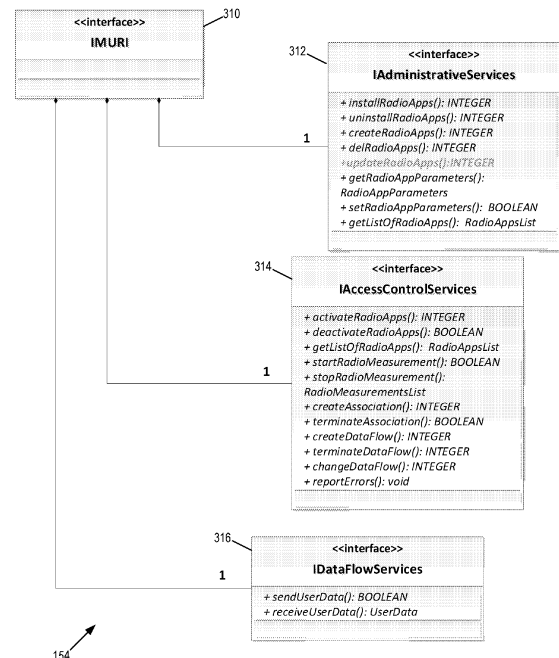 <<interface>>
IMURI
310
312
<<interface>>
IAdministrativeServices
+ installRadioApps(): INTEGER
+ uninstallRadioApps(): INTEGER
+ createRadioApps(): INTEGER
+ delRadioApps(): INTEGER
+updateRadioApps():INTEGER
+ getRadioAppParameters():
RadioAppParameters
+ setRadioAppParameters(): BOOLEAN
+ getListOfRadioApps(): RadioAppsList
1
314
<<interface>>
IAccessControlServices
+ activateRadioApps(): INTEGER
+ deactivateRadioApps(): BOOLEAN
+ getListOfRadioApps(): RadioAppsList
+ startRadioMeasurement(): BOOLEAN
+ stopRadioMeasurement():
RadioMeasurementsList
+ createAssociation(): INTEGER
+ terminateAssociation(): BOOLEAN
+ createDataFlow(): INTEGER
+ terminateDataFlow(): INTEGER
+ changeDataFlow(): INTEGER
+ reportErrors(): void
1
316
<<interface>>
IDataFlowServices
+ sendUserData(): BOOLEAN
+ receiveUserData(): UserData
1
154